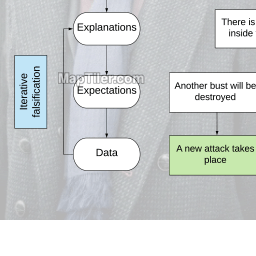 Explanations
There is
inside
Iterative
falsification
MapTiler.com
Expectations
Another bust will be
destroyed
Data
A new attack takes
place